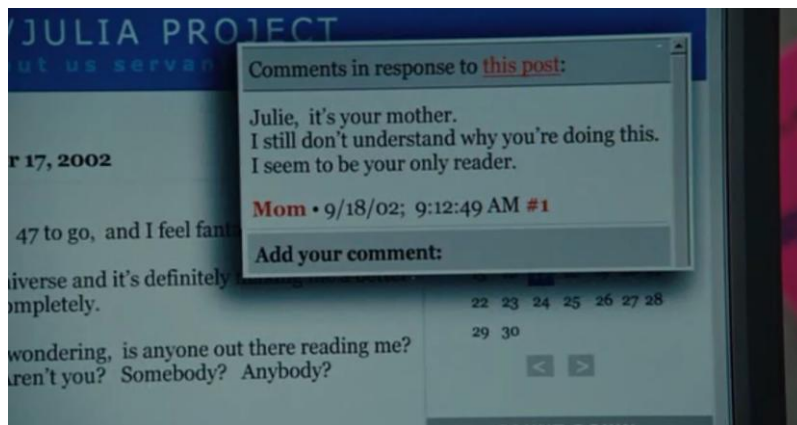 /JULIA PROJECT
ut us servan
Comments in response to this post:
Julie, it's your mother.
I still don't understand why you're doing this.
I seem to be your only reader.
Mom • 9/18/02; 9:12:49 AM #1
Add your comment:
r 17, 2002
47 to go, and I feel fant
iverse and it's definitely
ompletely.
wondering, is anyone out there reading me?
Aren't you? Somebody? Anybody?
22 23 24 25 26 27 28
29 30
< >